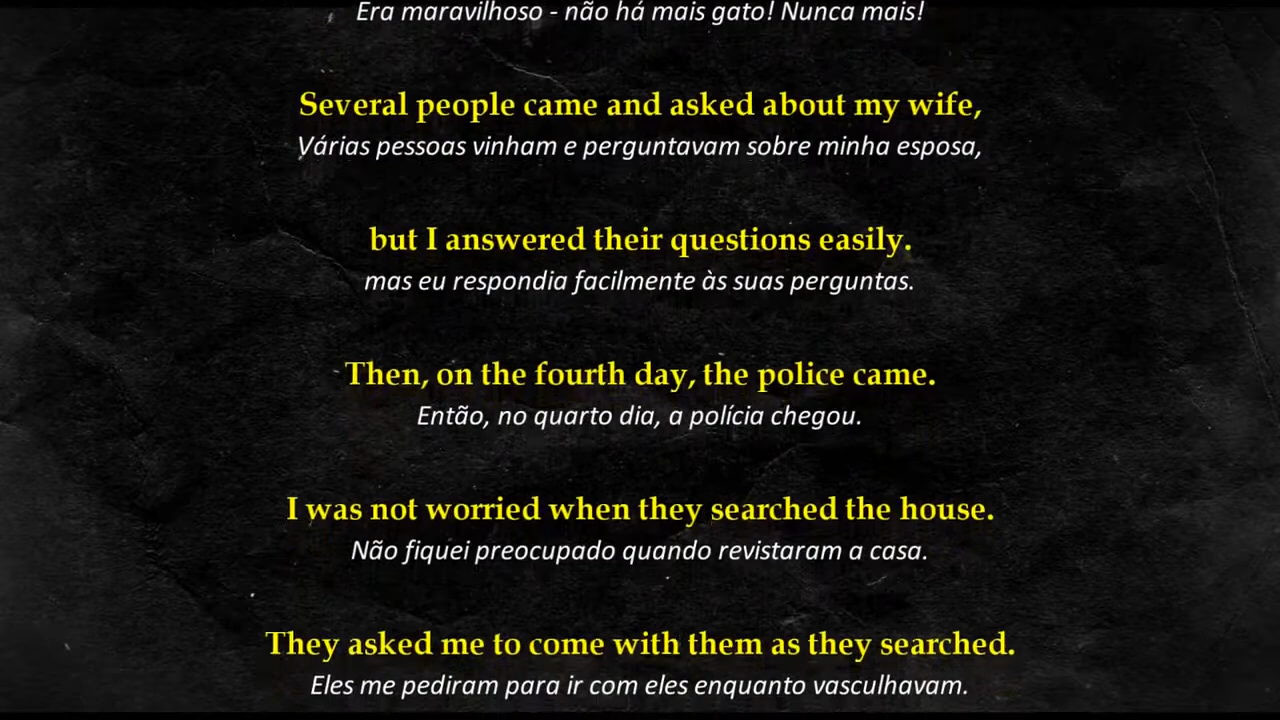 Era maravilhoso - não há mais gato! Nunca mais!
Several people came and asked about my wife,
Várias pessoas vinham e perguntavam sobre minha esposa,
but I answered their questions easily.
mas eu respondia facilmente às suas perguntas.
Then, on the fourth day, the police came.
Então, no quarto dia, a polícia chegou.
I was not worried when they searched the house.
Não fiquei preocupado quando revistaram a casa.
They asked me to come with them as they searched.
Eles me pediram para ir com eles enquanto vasculhavam.